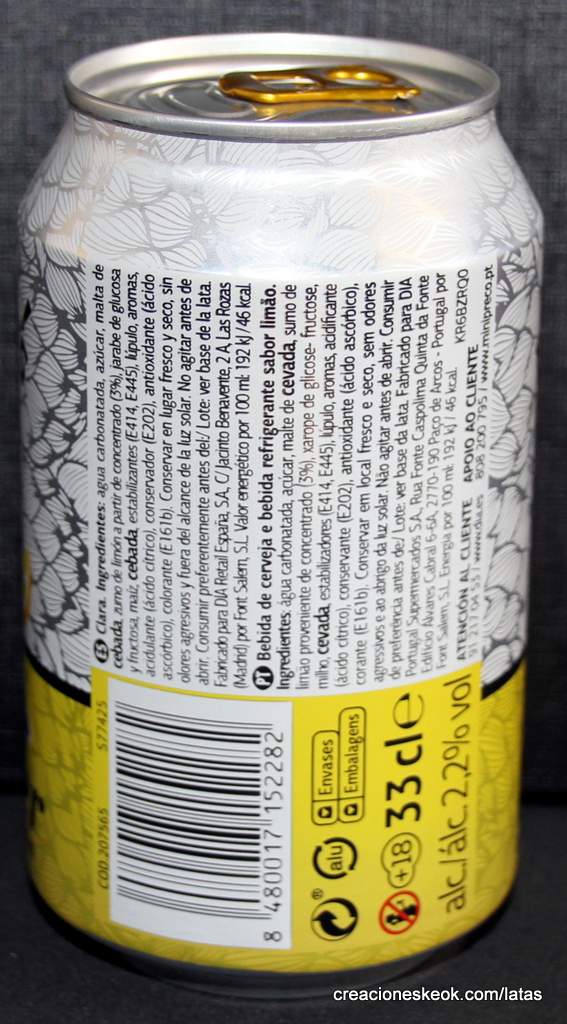 ES Clara. Ingredientes: agua carbonatada, azúcar, malta de
cebada, zumo de limón a partir de concentrado (3%), jarabe de glucosa
y fructosa, maíz, cebada, estabilizantes (E414, E445), lúpulo, aromas,
acidulante (ácido cítrico), conservador (E202), antioxidante (ácido
ascórbico), colorante (E161b). Conservar en lugar fresco y seco, sin
olores agresivos y fuera del alcance de la luz solar. No agitar antes de
abrir. Consumir preferentemente antes del:/ Lote: ver base de la lata.
Fabricado para DIA Retail España, S.A. C/ Jacinto Benavente, 2 A, Las Rozas
(Madrid) por Font Salem, S.L. Valor energético por 100 ml: 192 kJ / 46 kcal.
PT Bebida de cerveja e bebida refrigerante sabor limão.
Ingredientes: água carbonatada, açúcar, malte de cevada, sumo de
limão proveniente de concentrado (3%), xarope de glicose- fructose,
milho, cevada, estabilizadores (E414, E445), lúpulo, aromas, acidificante
(ácido cítrico), conservante (E202), antioxidante (ácido ascórbico),
corante (E161b). Conservar em local fresco e seco, sem odores
agressivos e ao abrigo da luz solar. Não agitar antes de abrir. Consumir
de preferência antes de:/ Lote: ver base da lata. Fabricado para DIA
Portugal Supermercados S.A. Rua Fonte Caspolima Quinta da Fonte
Edifício Álvares Cabral 6-6A, 2770-190 Paço de Arcos - Portugal por
Font Salem, S.L. Energia por 100 ml: 192 kJ / 46 kcal. KR6BZRQO
ATENCIÓN AL CLIENTE APOIO AO CLIENTE
91 217 04 53 / www.dia.es 808 200 795 / www.minipreco.pt
COD.207565 577425
8 480017 152282
® alu Envases
Embalagens
+18 33 cl e
alc./álc. 2,2% vol
creacioneskeok.com/latas